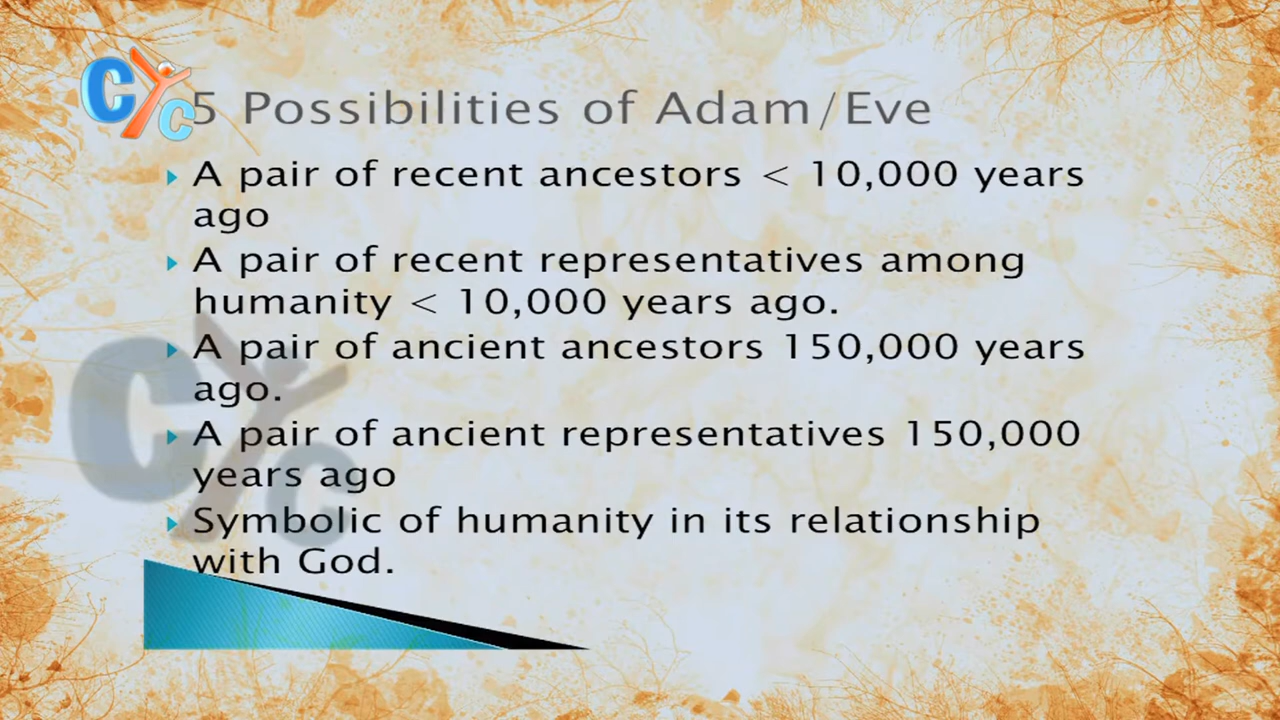 CYC
5 Possibilities of Adam/Eve
A pair of recent ancestors < 10,000 years
ago
A pair of recent representatives among
humanity < 10,000 years ago.
A pair of ancient ancestors 150,000 years
ago.
A pair of ancient representatives 150,000
years ago
Symbolic of humanity in its relationship
with God.
CYC